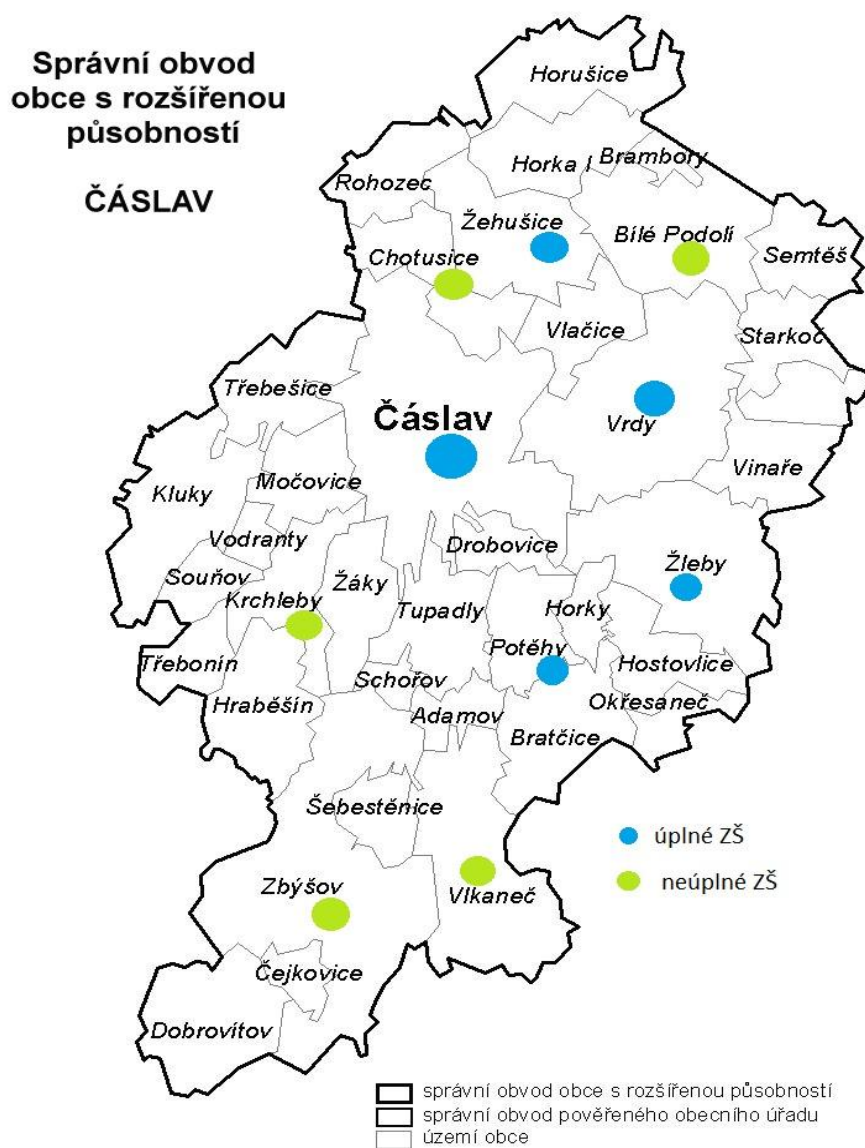 Správní obvod
obce s rozšířenou
působností
ČÁSLAV
Horušice
Horka I
Brambory
Rohozec
Žehušice
Bílé Podolí
Chotusice
Semtěš
Vlačice
Starkoč
Třebešice
Čáslav
Vrdy
Vinaře
Močovice
Kluky
Vodranty
Drobovice
Žleby
Souňov
Žáky
Krchleby
Tupadly
Horky
Potěhy
Třebonín
Schořov
Hostovlice
Hraběšín
Adamov
Okřesaneč
Bratčice
Šebestěnice
úplné ZŠ
Zbýšov
Vlkaneč
neúplné ZŠ
Čejkovice
Dobrovítov
správní obvod obce s rozšířenou působností
správní obvod pověřeného obecního úřadu
území obce